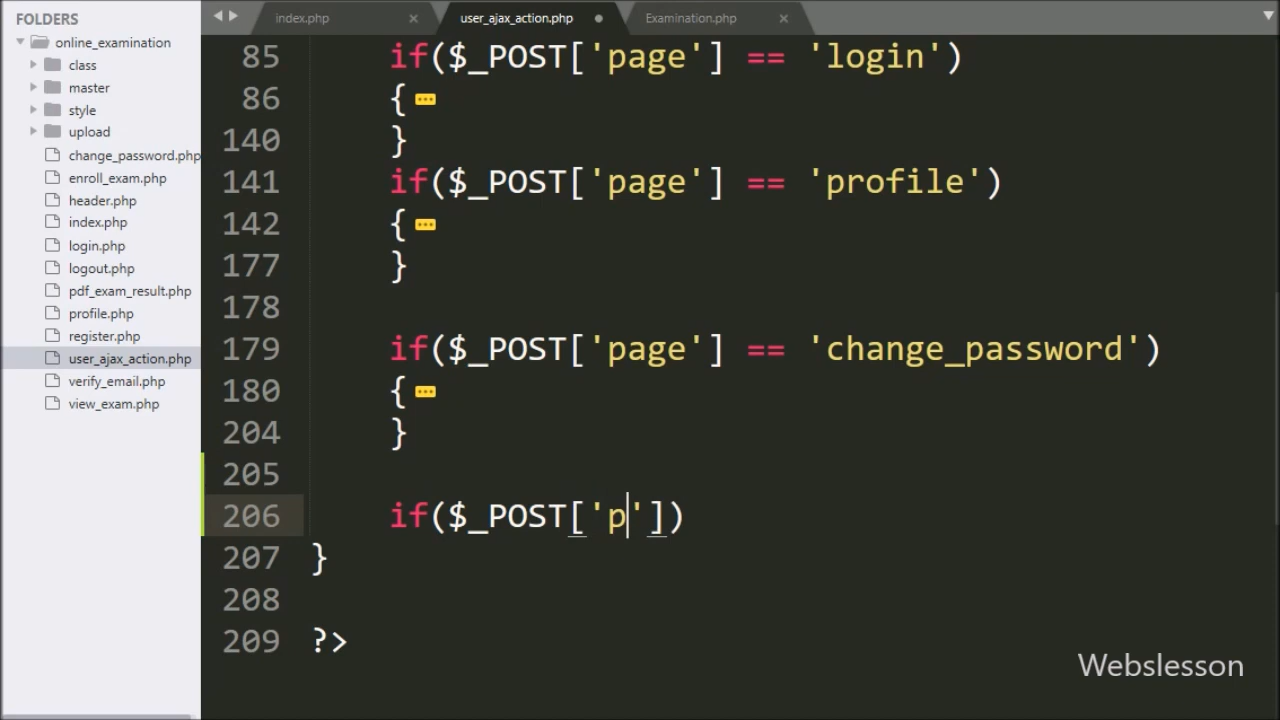 FOLDERS
online_examination
class
master
style
upload
change_password.php
enroll_exam.php
header.php
index.php
login.php
logout.php
pdf_exam_result.php
profile.php
register.php
user_ajax_action.php
verify_email.php
view_exam.php
index.php × user_ajax_action.php Examination.php ×
85 if($_POST['page'] == 'login')
86 {
140 }
141 if($_POST['page'] == 'profile')
142 {
177 }
178
179 if($_POST['page'] == 'change_password')
180 {
204 }
205
206 if($_POST['p'])
207 }
208
209 ?>
Webslesson